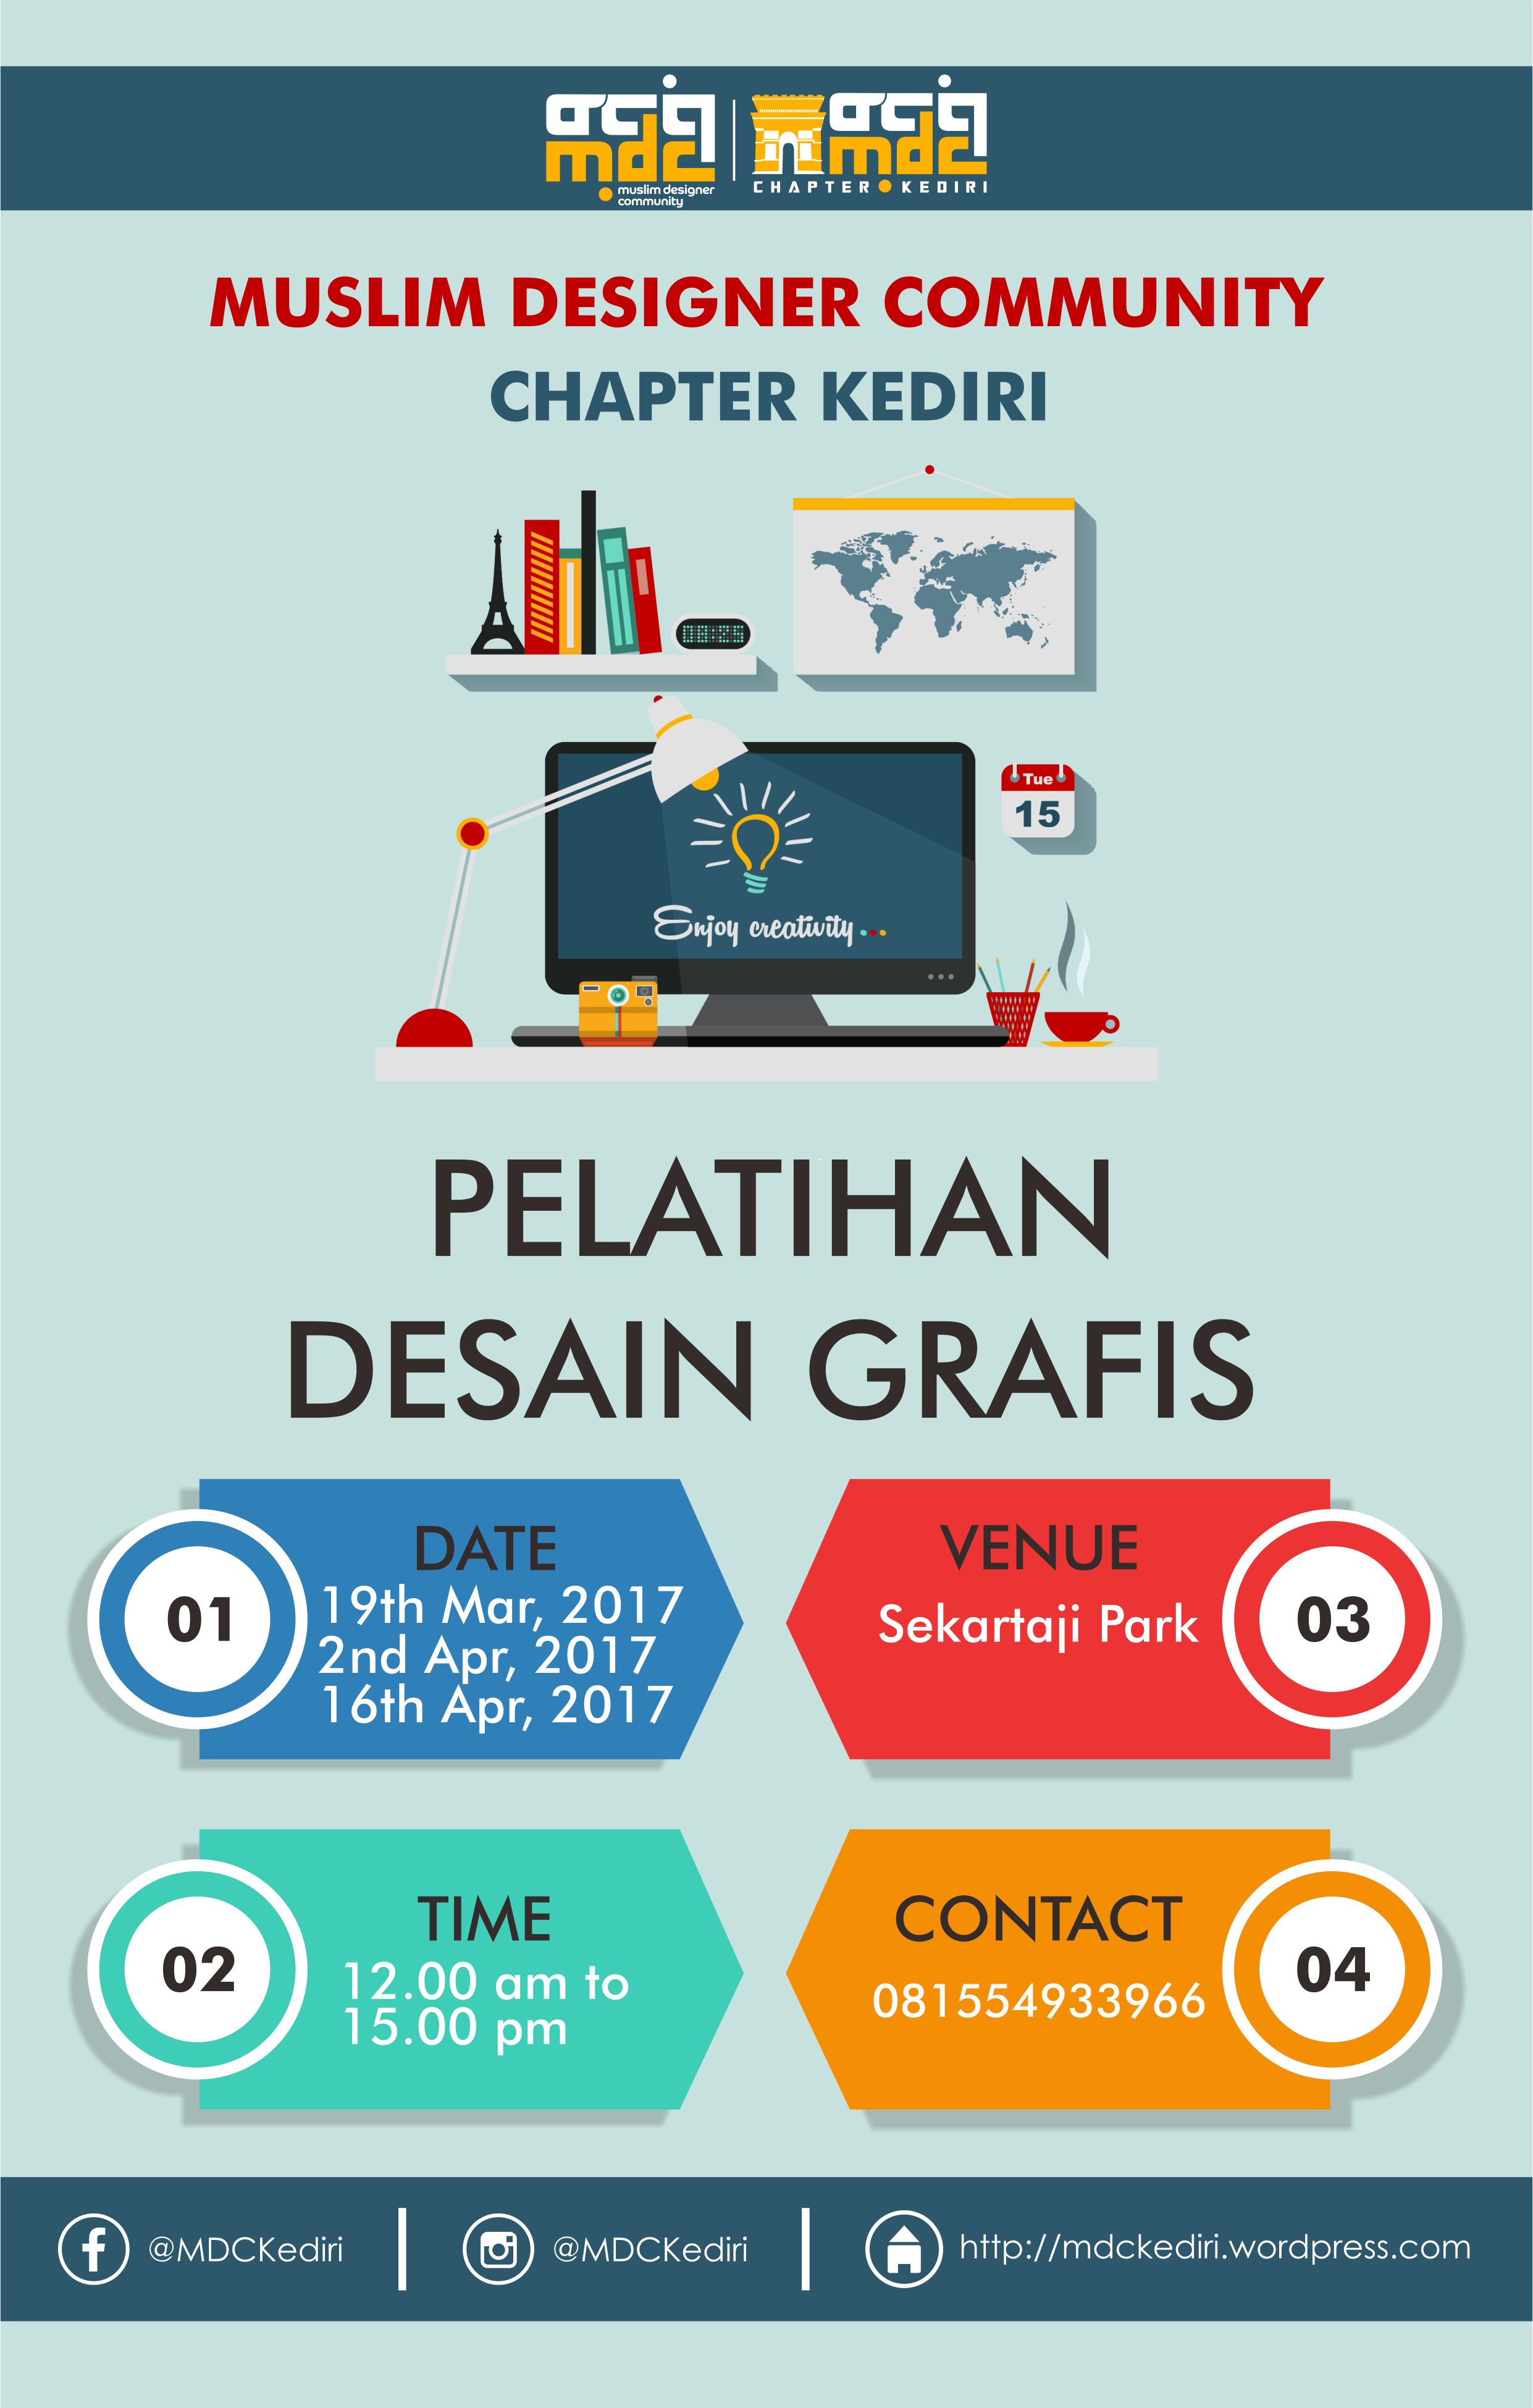 mdc
muslim designer
community
mdc
CHAPTER KEDIRI
MUSLIM DESIGNER COMMUNITY
CHAPTER KEDIRI
Tue
15
Enjoy creativity...
PELATIHAN
DESAIN GRAFIS
01
DATE
19th Mar, 2017
2nd Apr, 2017
16th Apr, 2017
VENUE
Sekartaji Park
03
02
TIME
12.00 am to
15.00 pm
CONTACT
081554933966
04
@MDCKediri
@MDCKediri
http://mdckediri.wordpress.com